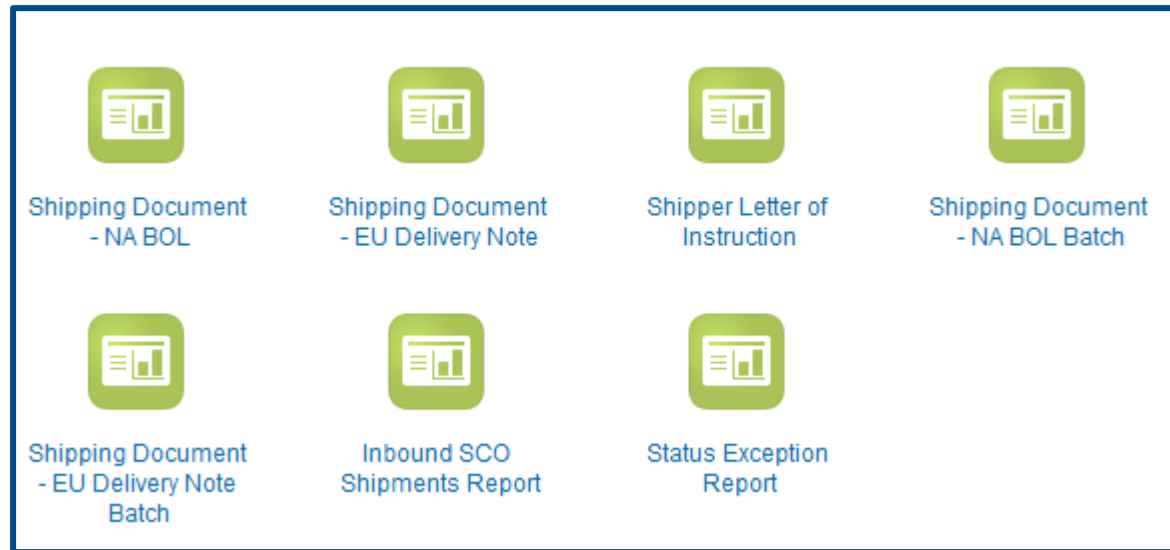 Shipping Document
- NA BOL
Shipping Document
- EU Delivery Note
Shipper Letter of
Instruction
Shipping Document
- NA BOL Batch
Shipping Document
- EU Delivery Note
Batch
Inbound SCO
Shipments Report
Status Exception
Report